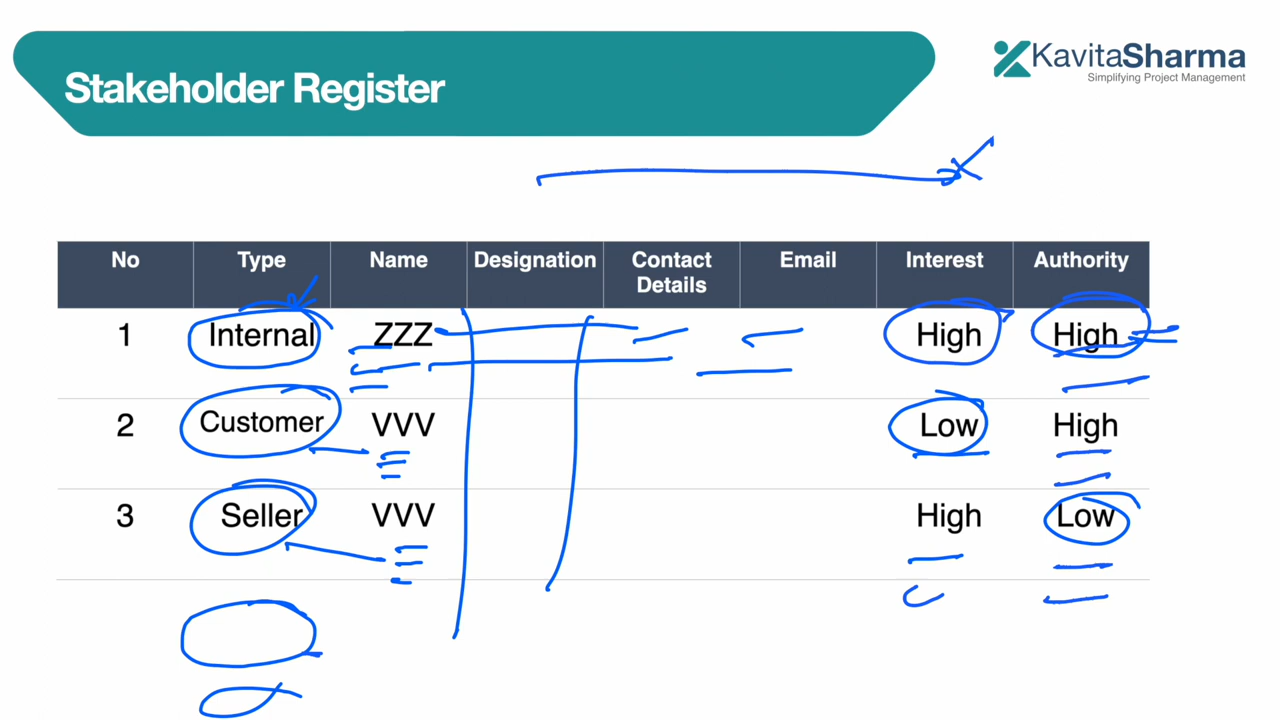 Stakeholder Register
KavitaSharma
Simplifying Project Management
No Type Name Designation Contact Details Email Interest Authority
1 Internal ZZZ High High
2 Customer VVV Low High
3 Seller VVV High Low